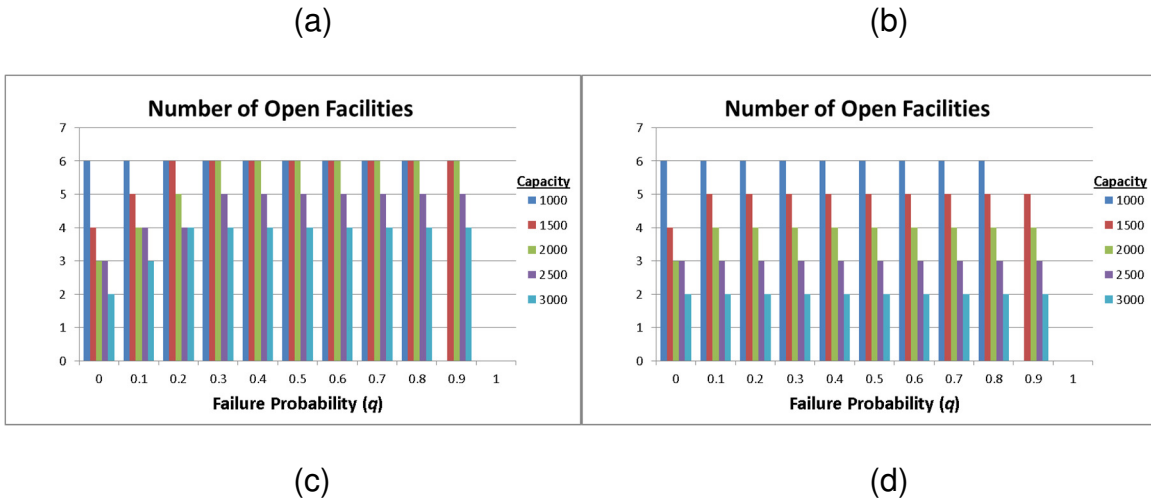 (a)
(b)
Number of Open Facilities
7
6
5
4
3
2
1
0
0 0.1 0.2 0.3 0.4 0.5 0.6 0.7 0.8 0.9 1
Failure Probability (q)
Capacity
1000
1500
2000
2500
3000
Number of Open Facilities
7
6
5
4
3
2
1
0
0 0.1 0.2 0.3 0.4 0.5 0.6 0.7 0.8 0.9 1
Failure Probability (q)
Capacity
1000
1500
2000
2500
3000
(c)
(d)